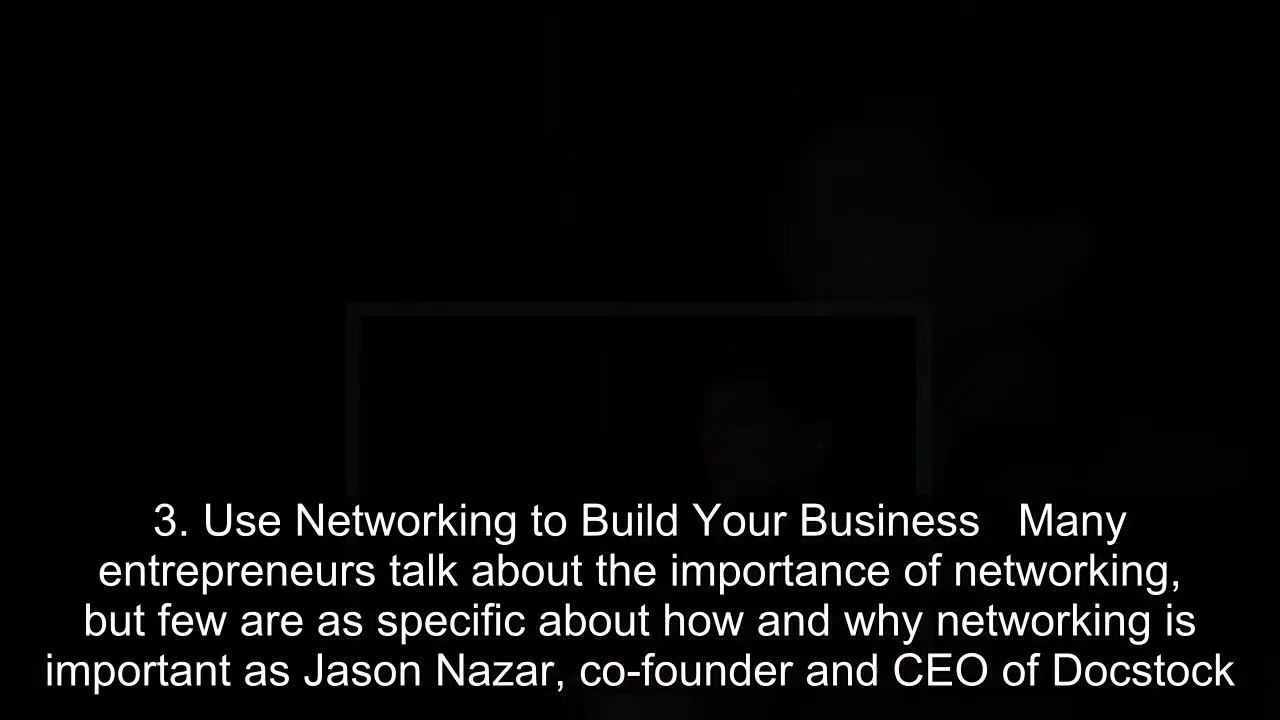 3. Use Networking to Build Your Business   Many
entrepreneurs talk about the importance of networking,
but few are as specific about how and why networking is
important as Jason Nazar, co-founder and CEO of Docstock